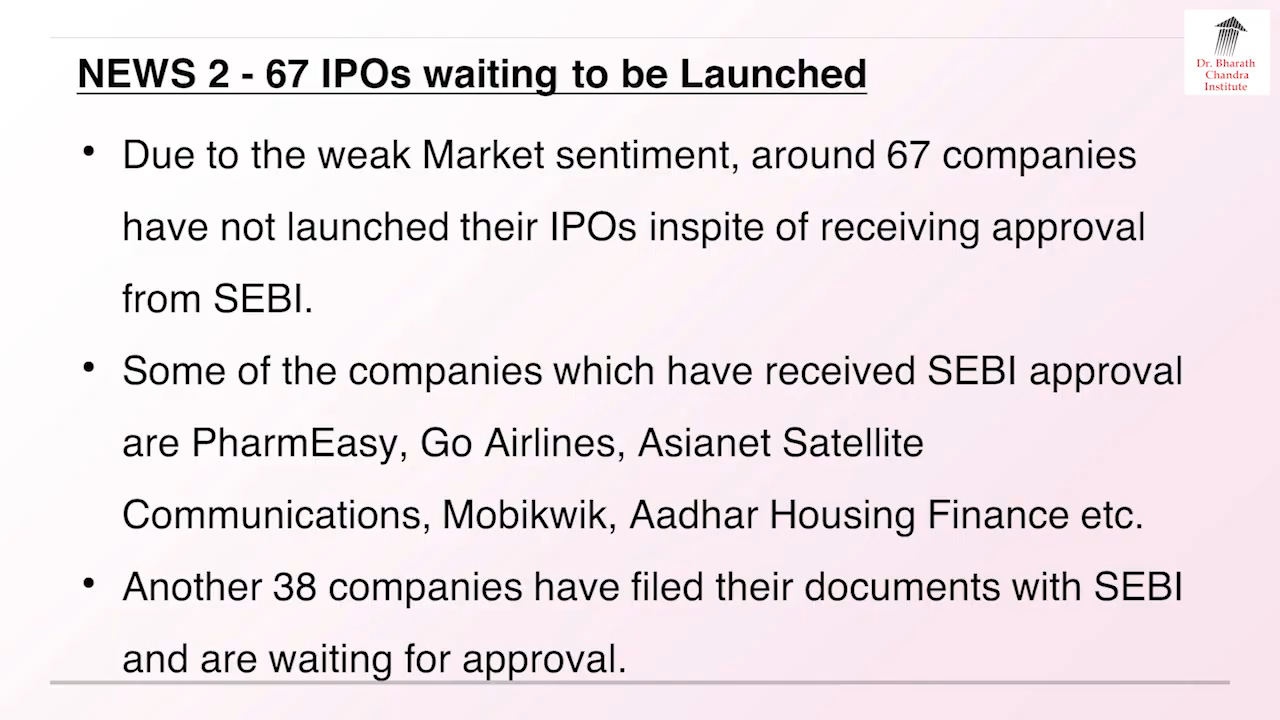 NEWS 2 - 67 IPOs waiting to be Launched
Dr. Bharath
Chandra
Institute
• Due to the weak Market sentiment, around 67 companies
have not launched their IPOs inspite of receiving approval
from SEBI.
• Some of the companies which have received SEBI approval
are PharmEasy, Go Airlines, Asianet Satellite
Communications, Mobikwik, Aadhar Housing Finance etc.
• Another 38 companies have filed their documents with SEBI
and are waiting for approval.